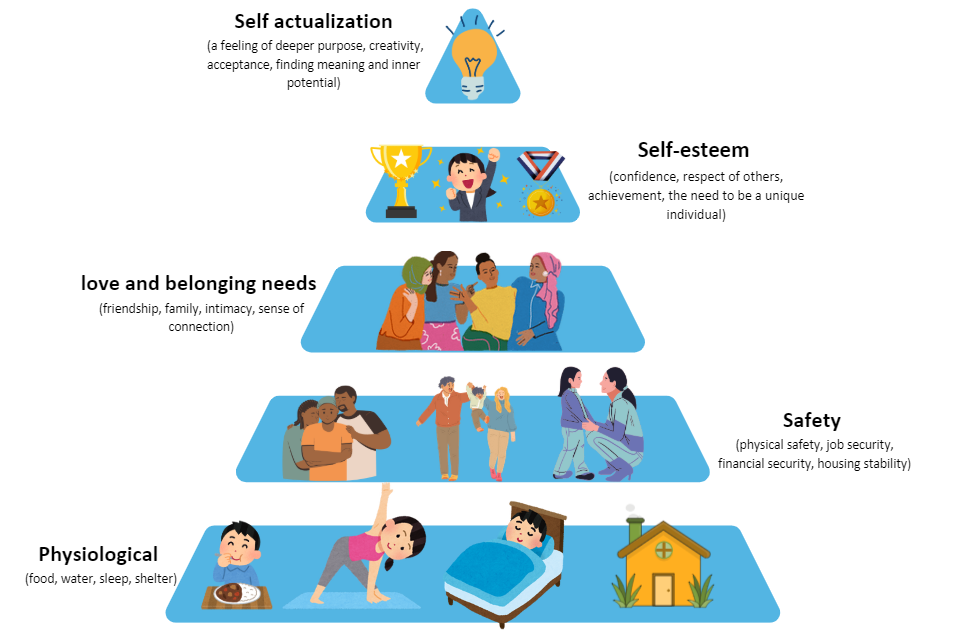 Self actualization
(a feeling of deeper purpose, creativity,
acceptance, finding meaning and inner
potential)
Self-esteem
(confidence, respect of others,
achievement, the need to be a unique
individual)
love and belonging needs
(friendship, family, intimacy, sense of
connection)
Safety
(physical safety, job security,
financial security, housing stability)
Physiological
(food, water, sleep, shelter)